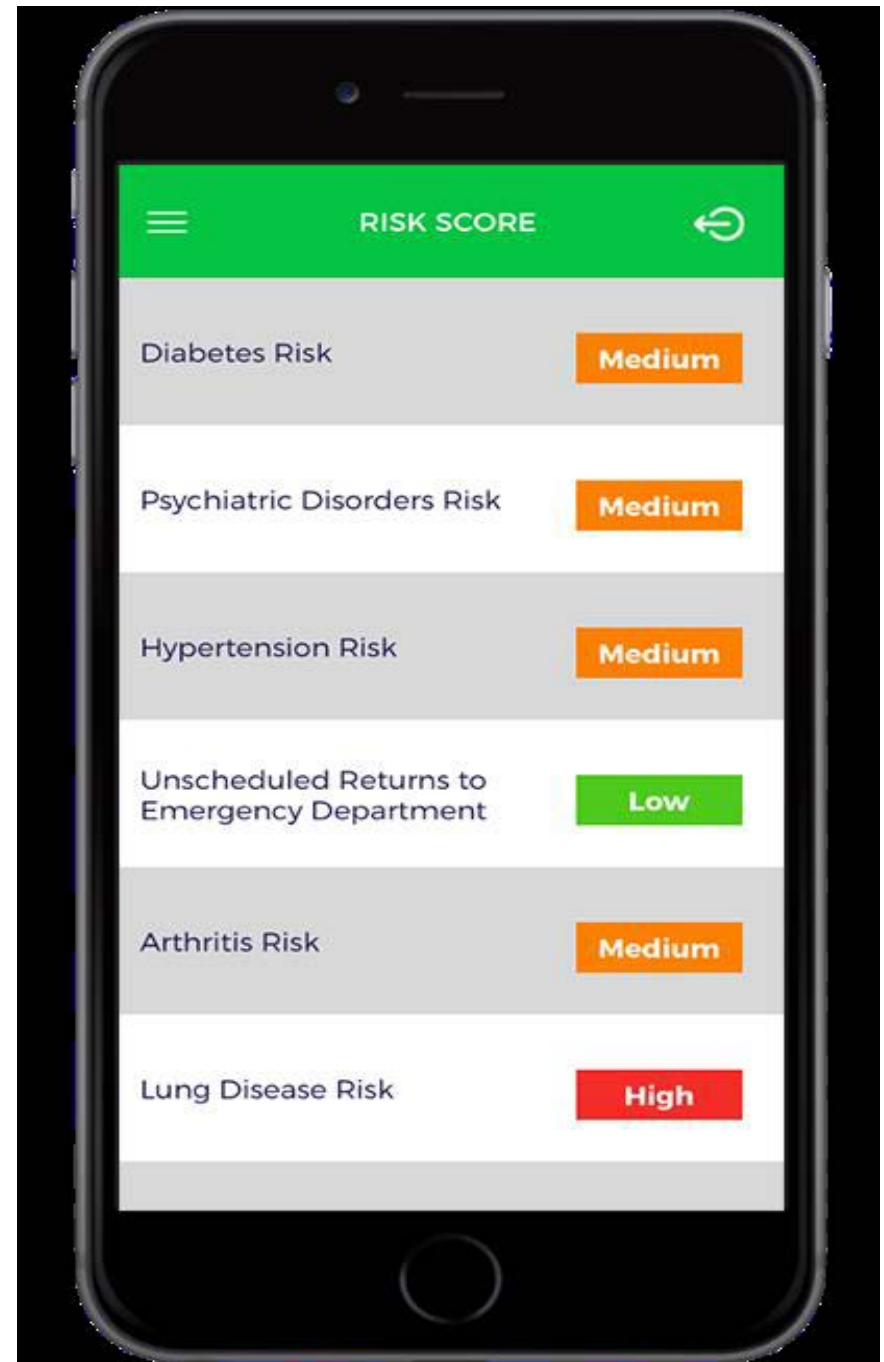 RISK SCORE
Diabetes Risk
Medium
Psychiatric Disorders Risk
Medium
Hypertension Risk
Medium
Unscheduled Returns to
Emergency Department
Low
Arthritis Risk
Medium
Lung Disease Risk
High